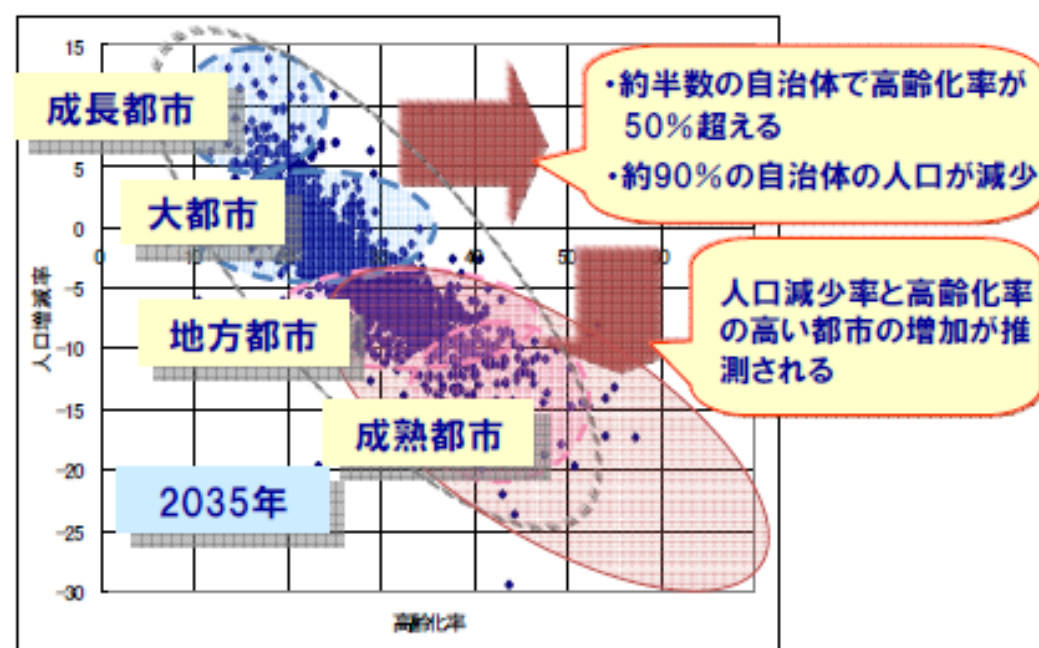 15
成長都市
・約半数の自治体で高齢化率が
50%超える
・約90%の自治体の人口が減少
5
大都市
0
0
-5
人口増減率
地方都市
人口減少率と高齢化率
の高い都市の増加が推
測される
-10
-15
成熟都市
-20
2035年
-25
-30
0 10 20 30 40 50
高齢化率